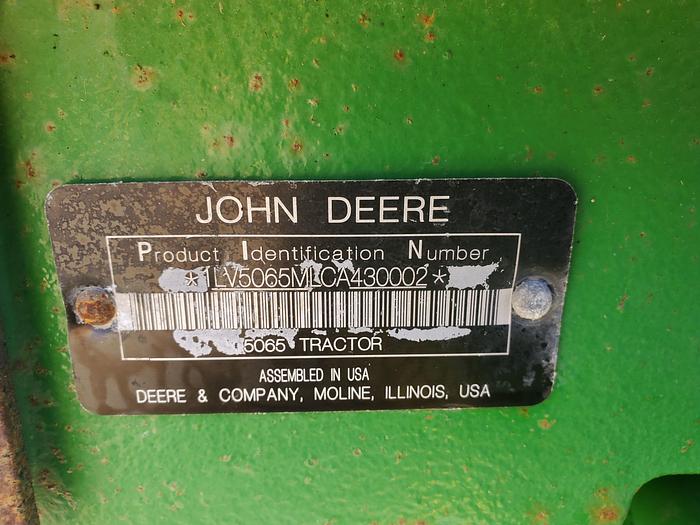 JOHN DEERE
Product Identification Number
*1LV5065MLCA430002*
5065 TRACTOR
ASSEMBLED IN USA
DEERE & COMPANY, MOLINE, ILLINOIS, USA